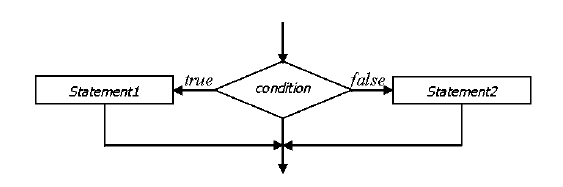 true
false
Statement1
condition
Statement2